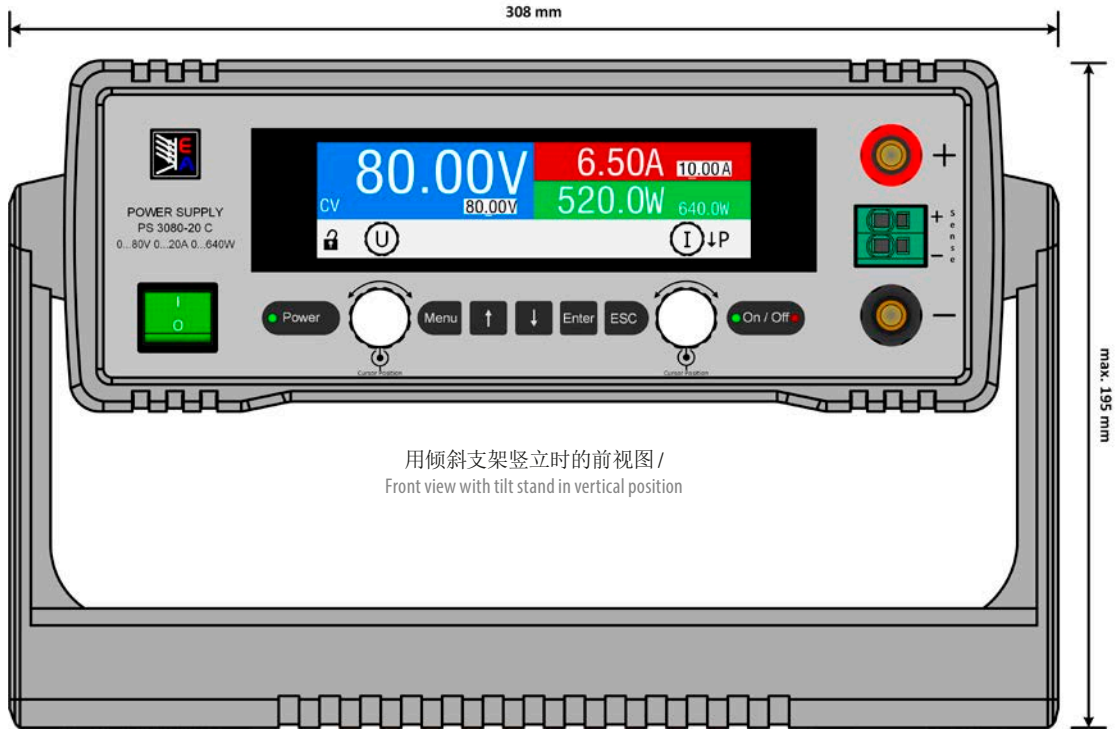 308 mm
EA
80.00V
6.50A 10.00A
CV 80.00V
520.0W 640.0W
U I ↓P
POWER SUPPLY
PS 3080-20 C
0...80V 0...20A 0...640W
+
+ sense
−
−
I
O
Power
Menu ↑ ↓ Enter ESC
On / Off
Cursor Position
Cursor Position
max. 195 mm
用倾斜支架竖立时的前视图 /
Front view with tilt stand in vertical position